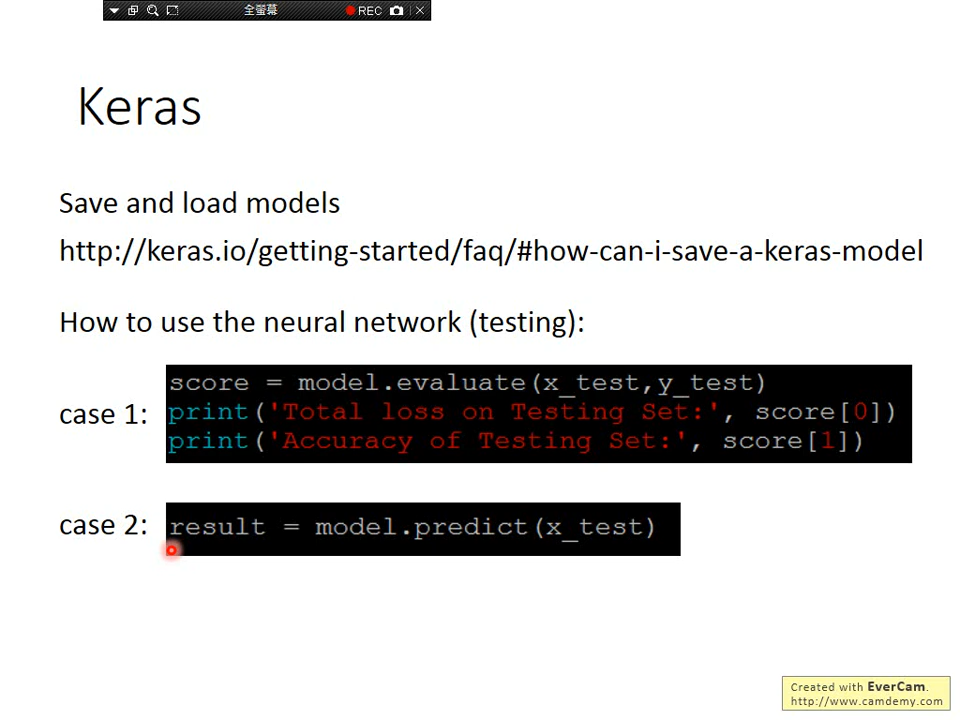 全螢幕 REC
Keras
Save and load models
http://keras.io/getting-started/faq/#how-can-i-save-a-keras-model
How to use the neural network (testing):
case 1:
score = model.evaluate(x_test,y_test)
print('Total loss on Testing Set:', score[0])
print('Accuracy of Testing Set:', score[1])
case 2:
result = model.predict(x_test)
Created with EverCam.
http://www.camdemy.com